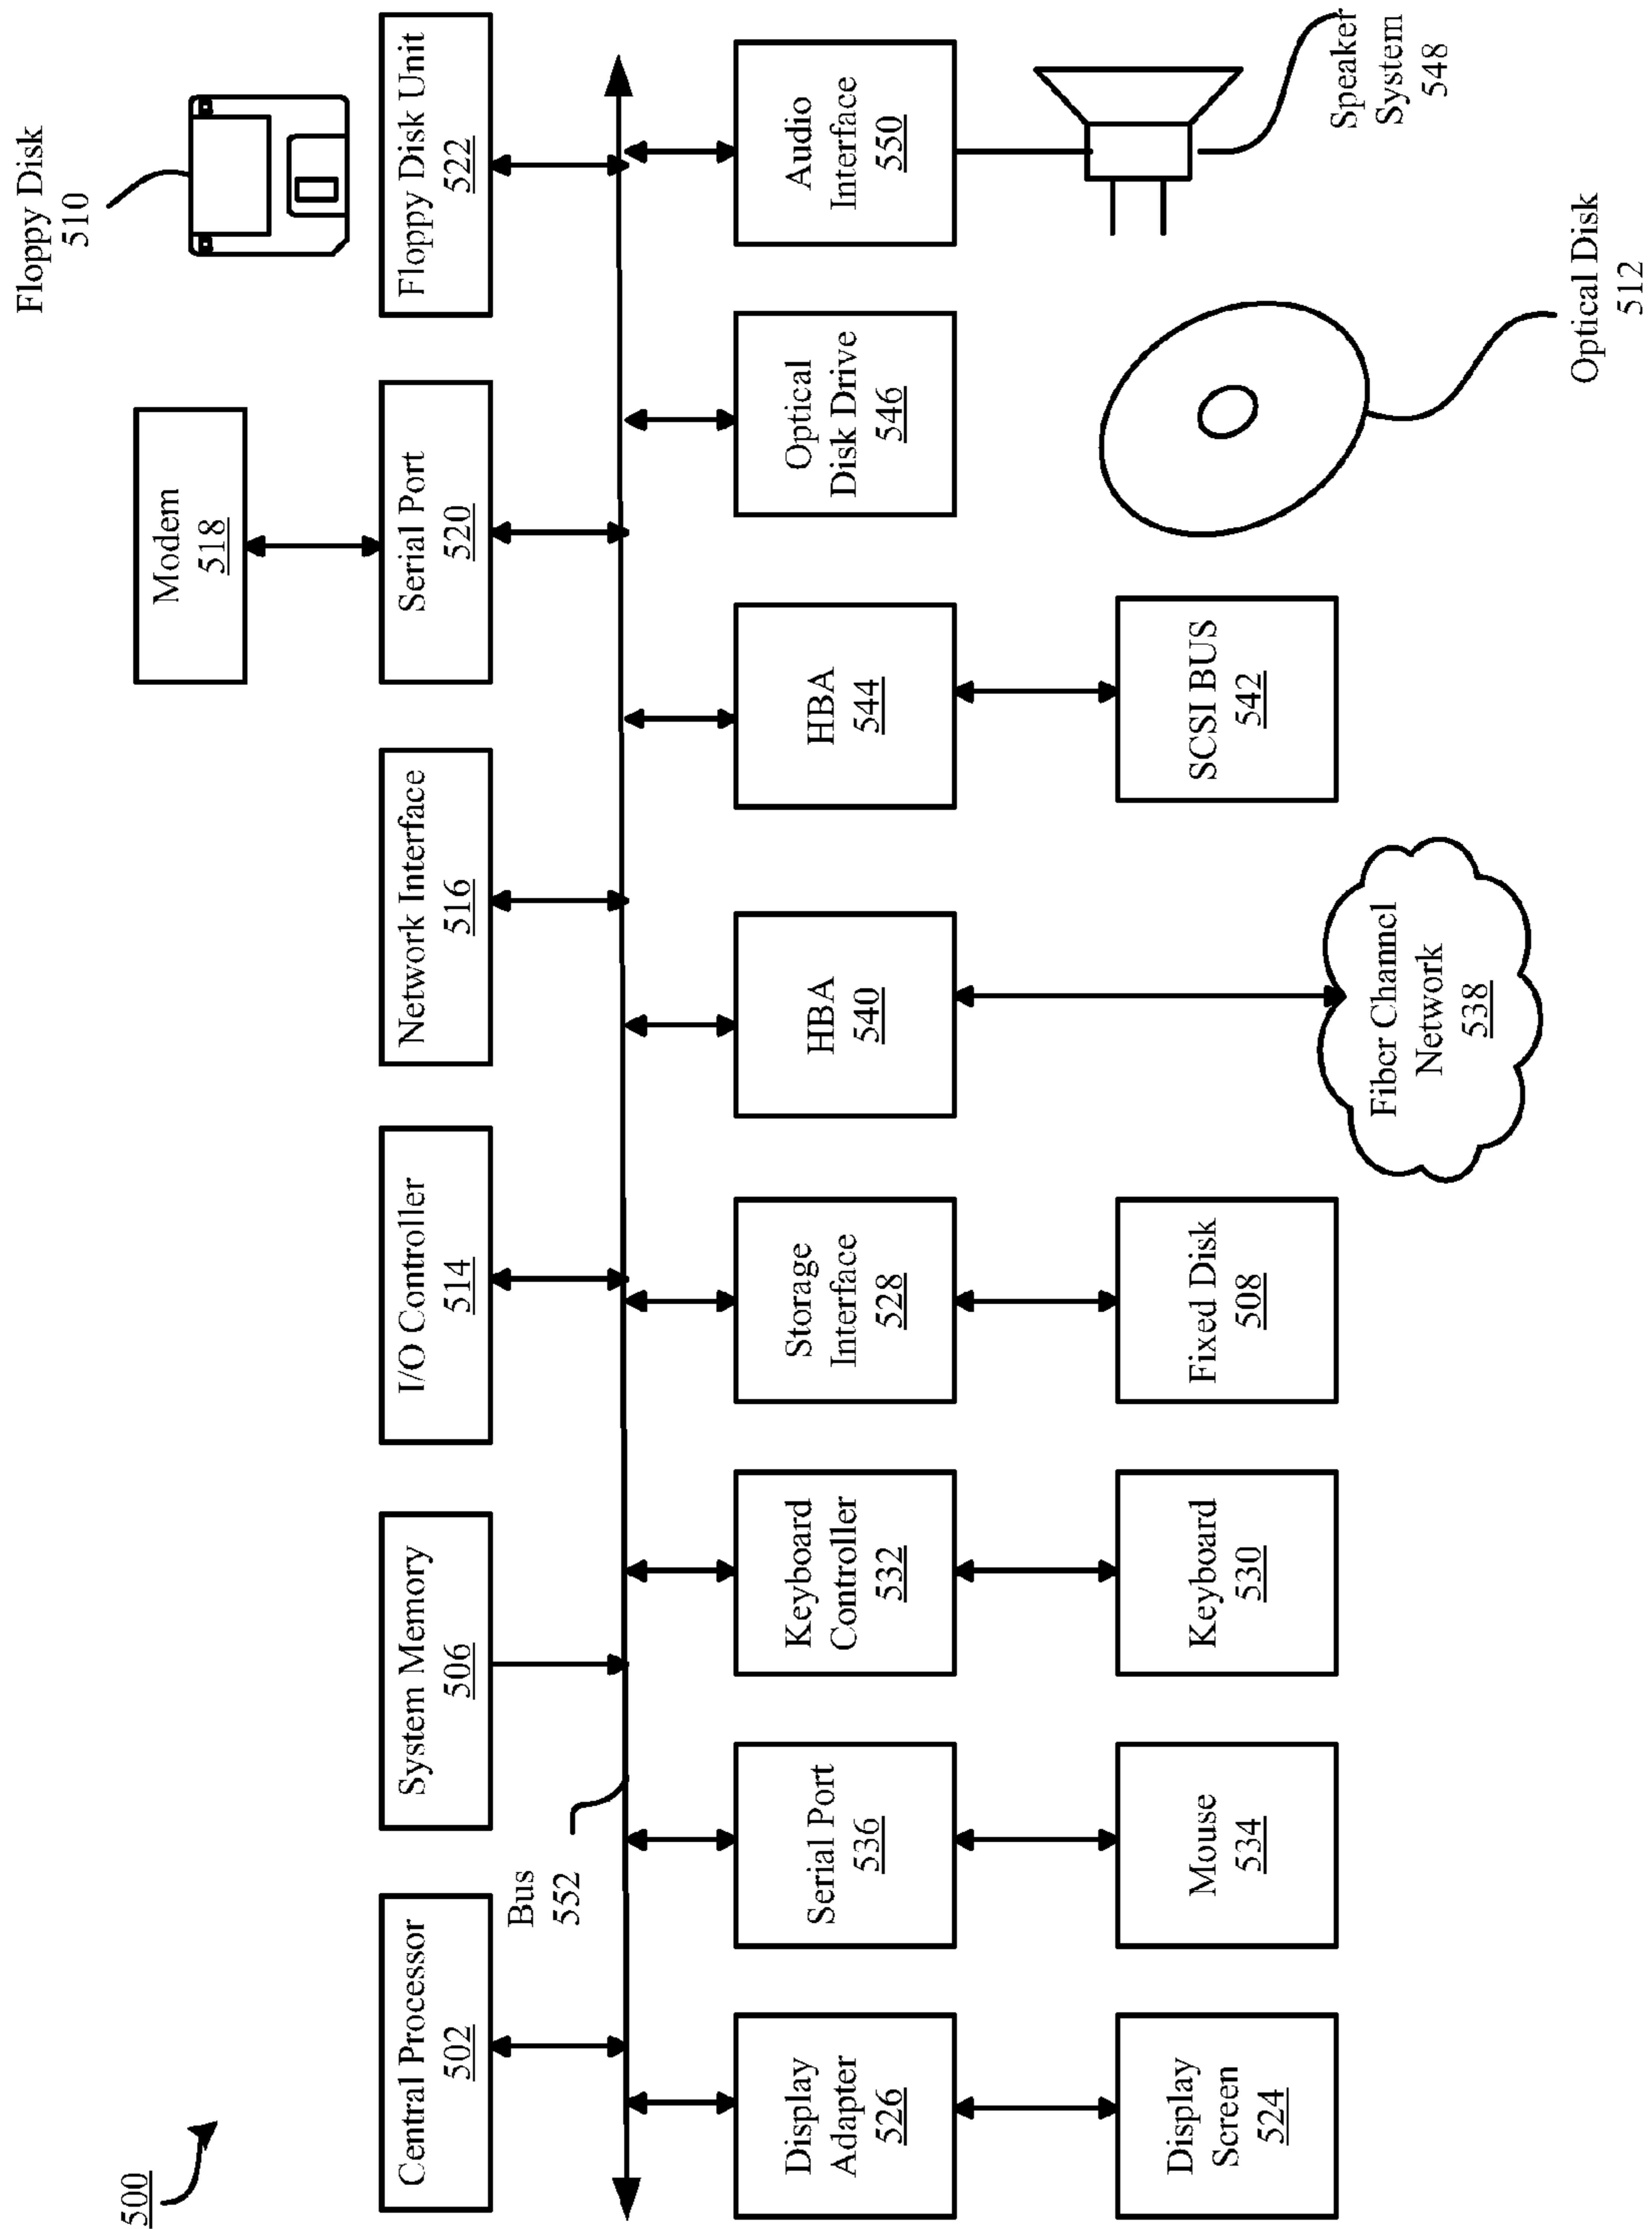 500
Floppy Disk
510
Modem
518
Central Processor
502
System Memory
506
I/O Controller
514
Network Interface
516
Serial Port
520
Floppy Disk Unit
522
Bus
552
Display
Adapter
526
Serial Port
536
Keyboard
Controller
532
Storage
Interface
528
HBA
540
HBA
544
Optical
Disk Drive
546
Audio
Interface
550
Display
Screen
524
Mouse
534
Keyboard
530
Fixed Disk
508
Fiber Channel
Network
538
SCSI BUS
542
Speaker
System
548
Optical Disk
512